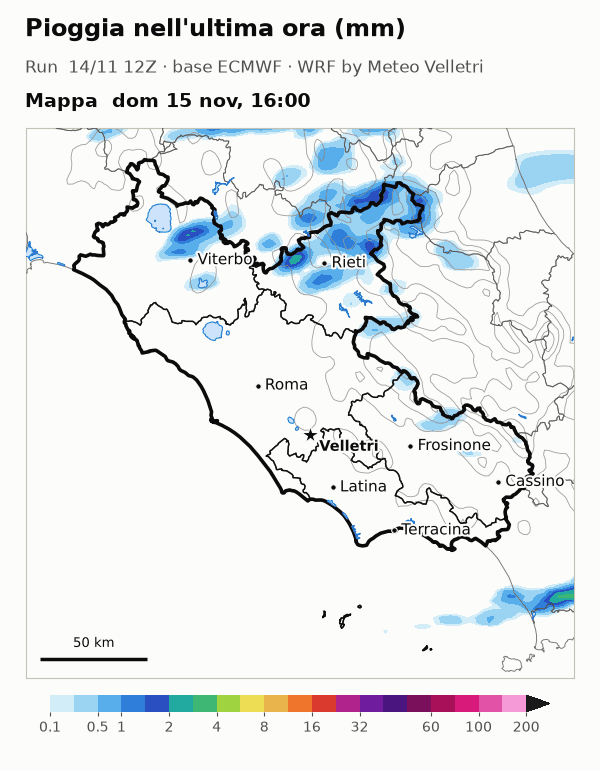 Pioggia nell'ultima ora (mm)
Run  14/11 12Z · base ECMWF · WRF by Meteo Velletri
Mappa  dom 15 nov, 16:00
Viterbo
Rieti
Roma
Velletri
Frosinone
Latina
Cassino
Terracina
50 km
0.1 0.5 1 2 4 8 16 32 60 100 200